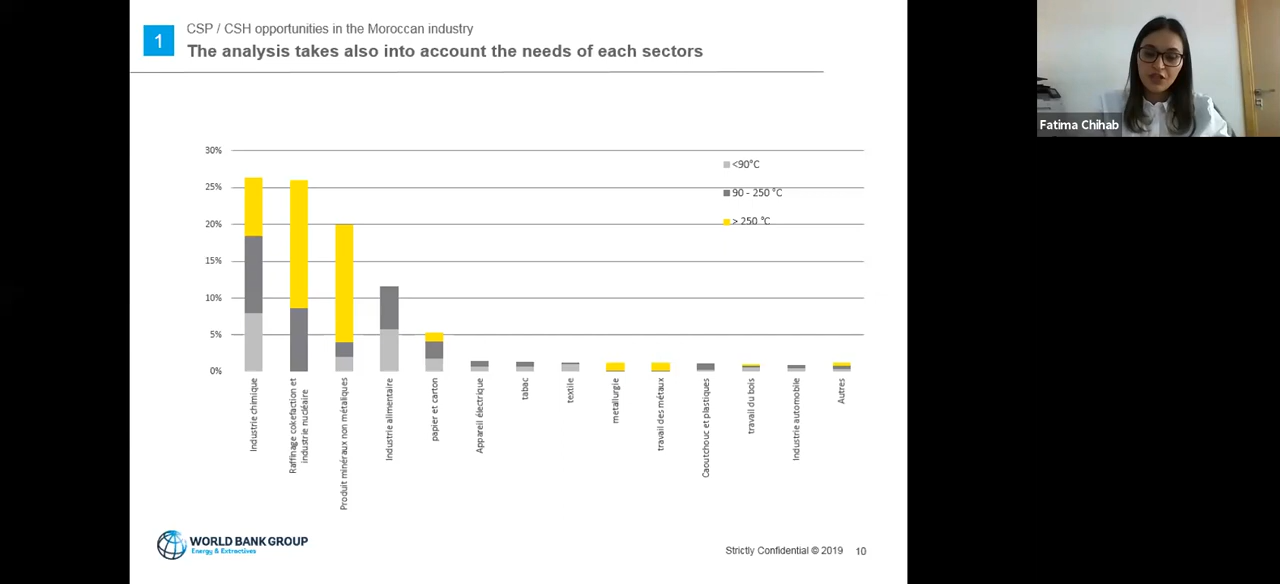 CSP / CSH opportunities in the Moroccan industry
1
The analysis takes also into account the needs of each sectors
Fatima Chihab
30%
25%
20%
15%
10%
5%
0%
<90°C
90 - 250 °C
> 250 °C
Industrie chimique
Raffinage cokefaction et
industrie nucléaire
Produit minéraux non métaliques
Industrie alimentaire
papier et carton
Appareil électrique
tabac
textile
metallurgie
travail des métaux
Caoutchouc et plastiques
travail du bois
Industrie automobile
Autres
WORLD BANK GROUP
Energy & Extractives
Strictly Confidential © 2019
10